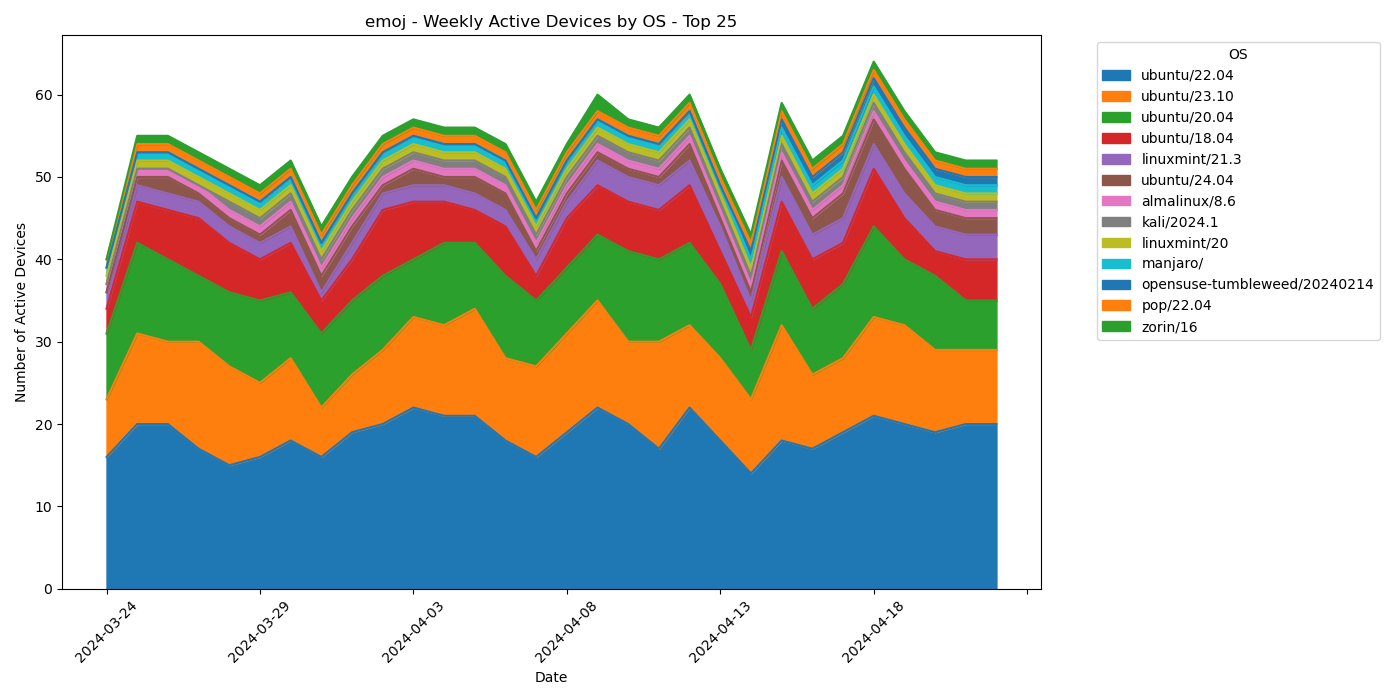 emoj - Weekly Active Devices by OS - Top 25
Number of Active Devices
60
50
40
30
20
10
0
2024-03-24
2024-03-29
2024-04-03
2024-04-08
2024-04-13
2024-04-18
Date
OS
ubuntu/22.04
ubuntu/23.10
ubuntu/20.04
ubuntu/18.04
linuxmint/21.3
ubuntu/24.04
almalinux/8.6
kali/2024.1
linuxmint/20
manjaro/
opensuse-tumbleweed/20240214
pop/22.04
zorin/16